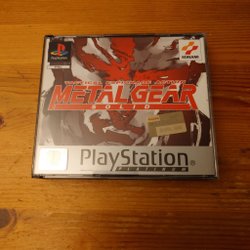 KONAMI
TACTICAL ESPIONAGE ACTION
METAL GEAR
SOLID
PlayStation
PLATINUM